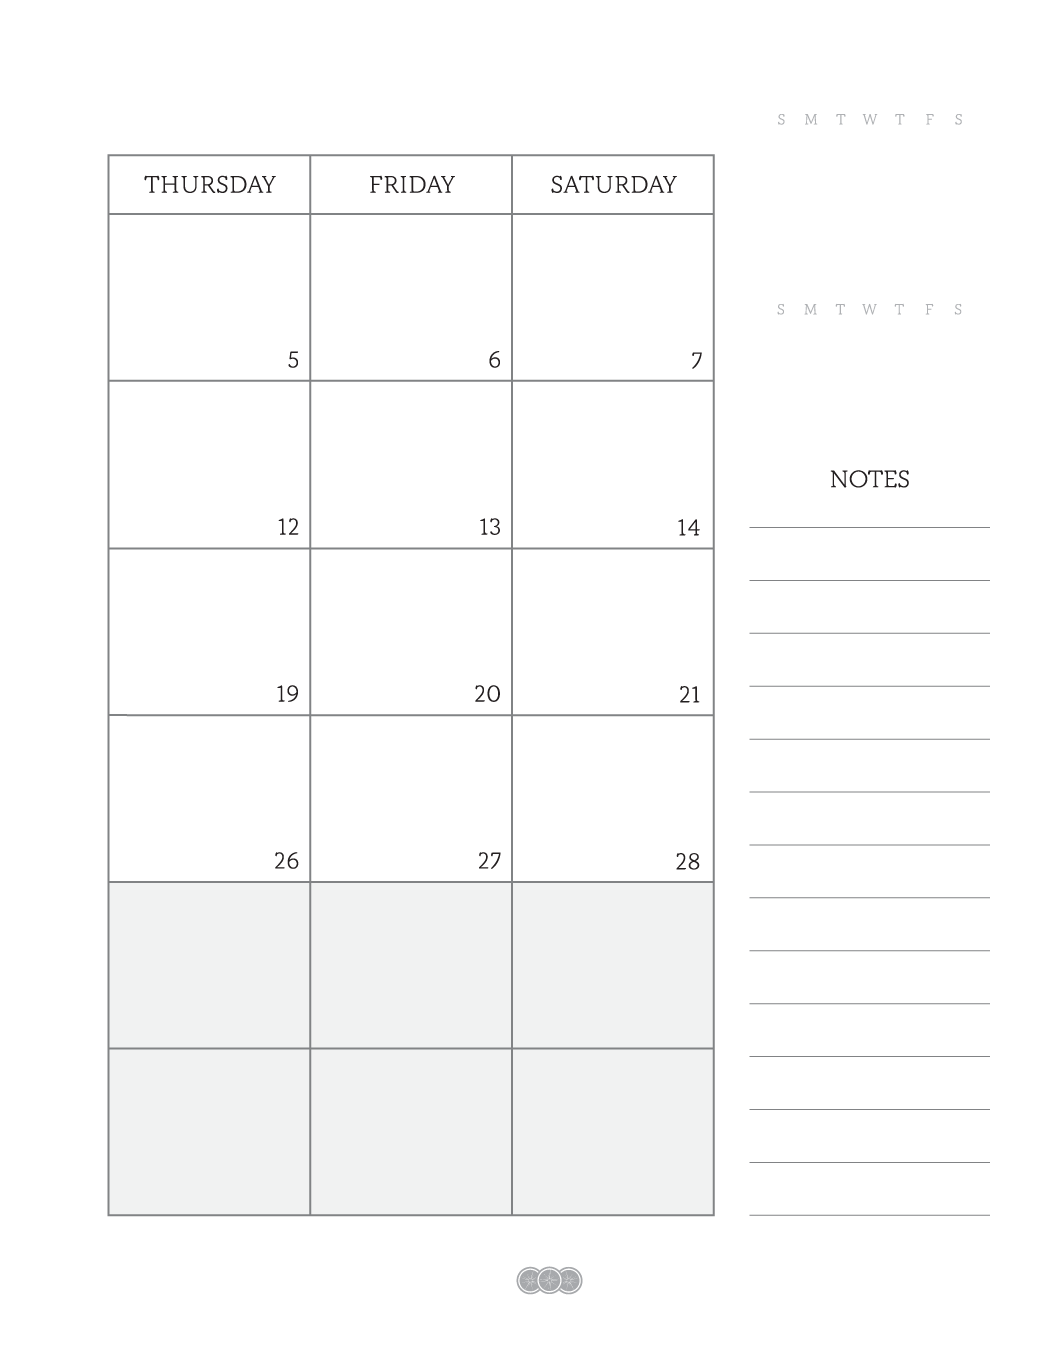 S M T W T F S
THURSDAY FRIDAY SATURDAY
S M T W T F S
5 6 7
NOTES
12 13 14
19 20 21
26 27 28